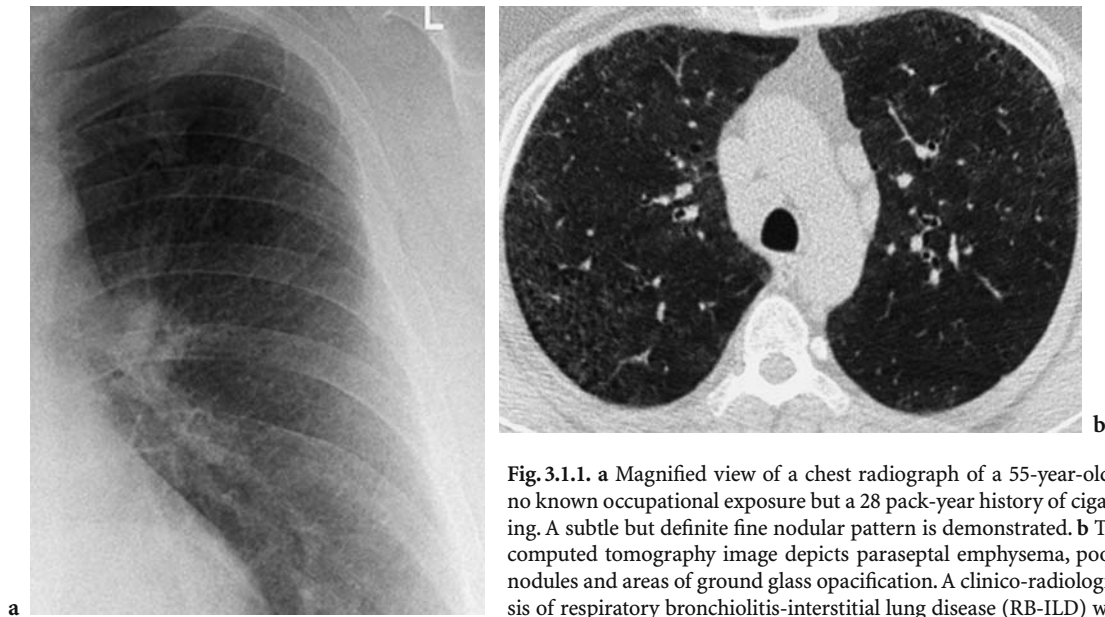 L
a
b
Fig. 3.1.1. a Magnified view of a chest radiograph of a 55-year-old
no known occupational exposure but a 28 pack-year history of ciga
ing. A subtle but definite fine nodular pattern is demonstrated. b T
computed tomography image depicts paraseptal emphysema, poo
nodules and areas of ground glass opacification. A clinico-radiolog
sis of respiratory bronchiolitis-interstitial lung disease (RB-ILD) w